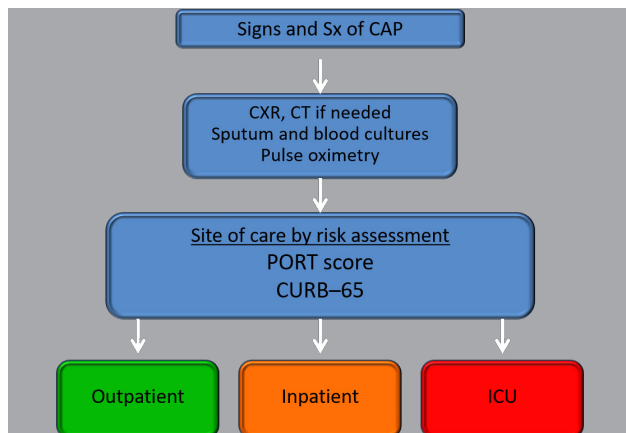 Signs and Sx of CAP
CXR, CT if needed
Sputum and blood cultures
Pulse oximetry
Site of care by risk assessment
PORT score
CURB–65
Outpatient
Inpatient
ICU